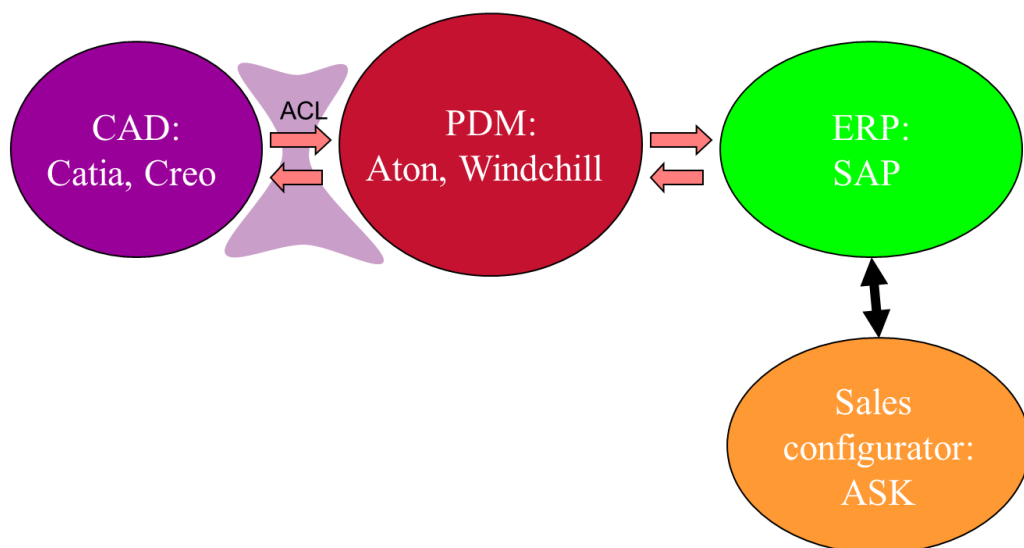 CAD:
Catia, Creo
ACL
PDM:
Aton, Windchill
ERP:
SAP
Sales
configurator:
ASK